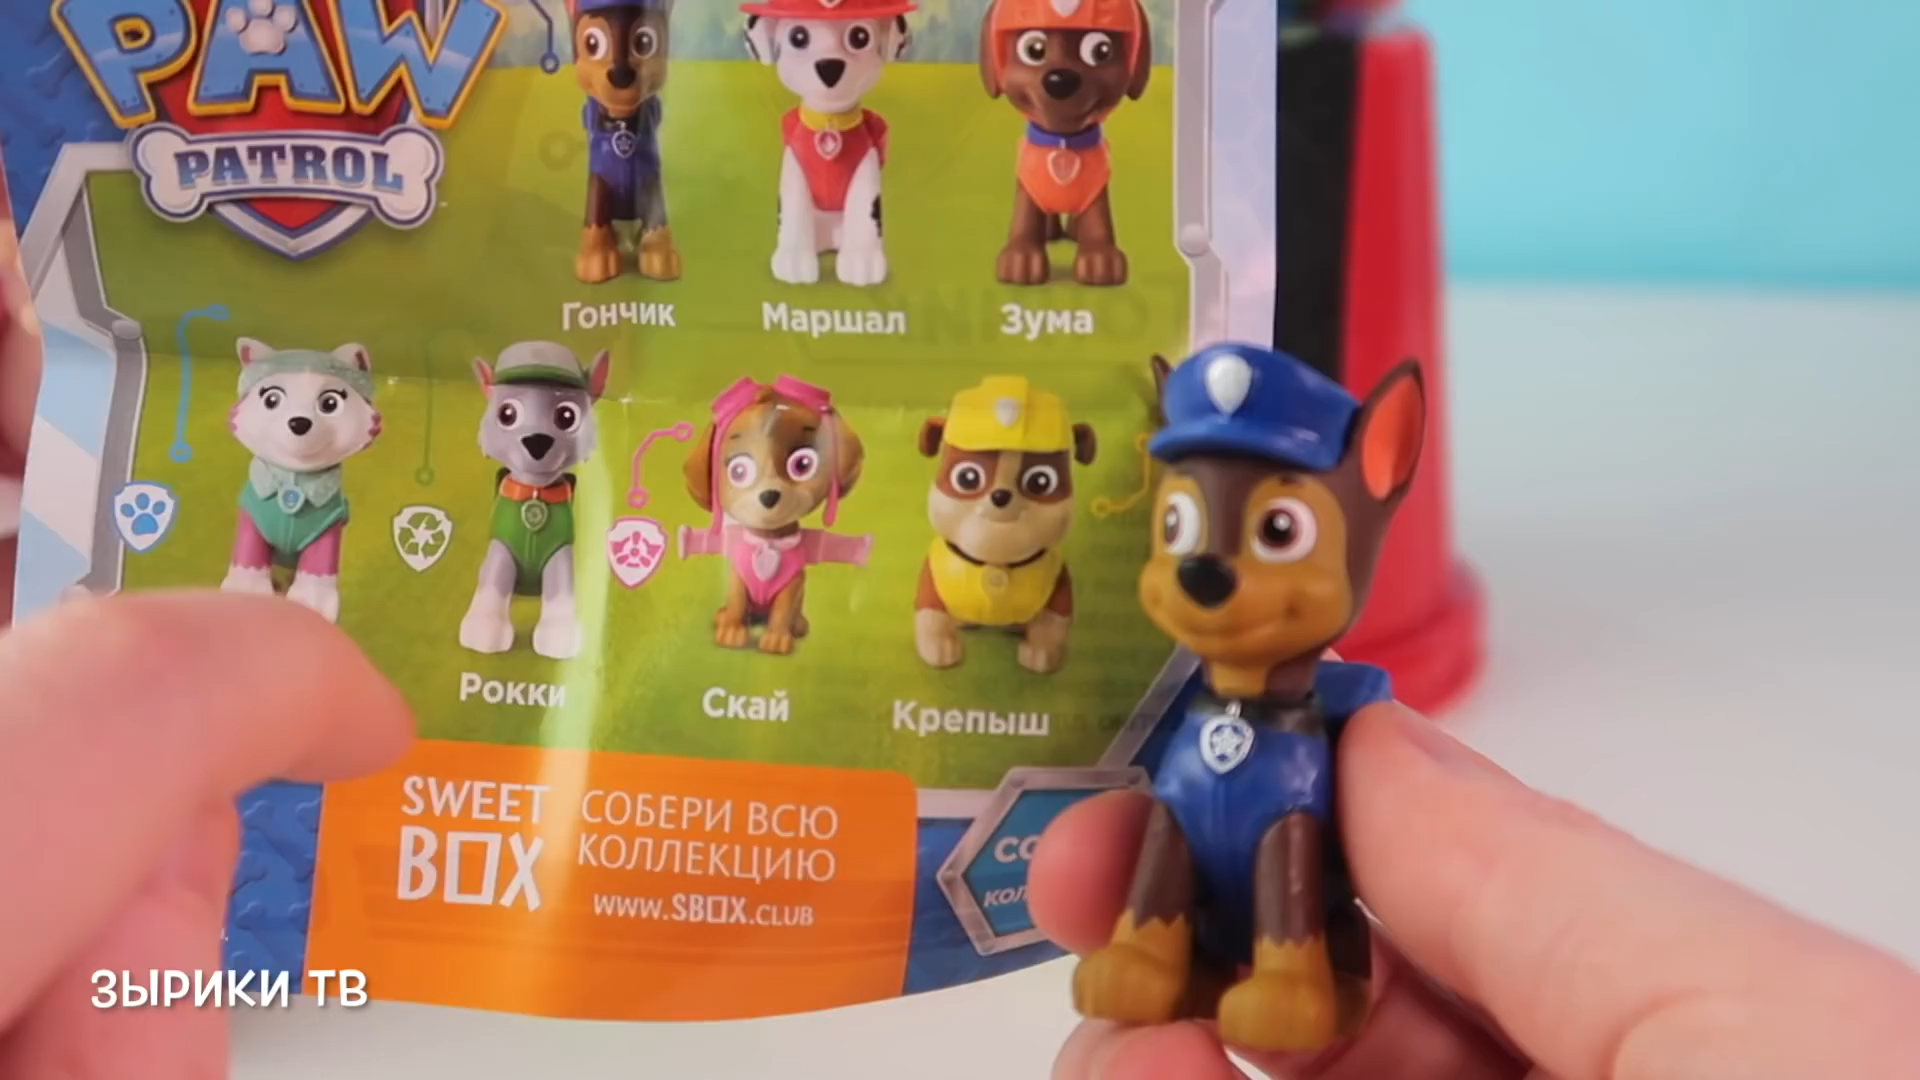 PAW
PATROL
Гончик
Маршал
Зума
Рокки
Скай
Крепыш
SWEET
BOX
СОБЕРИ ВСЮ
КОЛЛЕКЦИЮ
WWW.SBOX.CLUB
ЗЫРИКИ ТВ